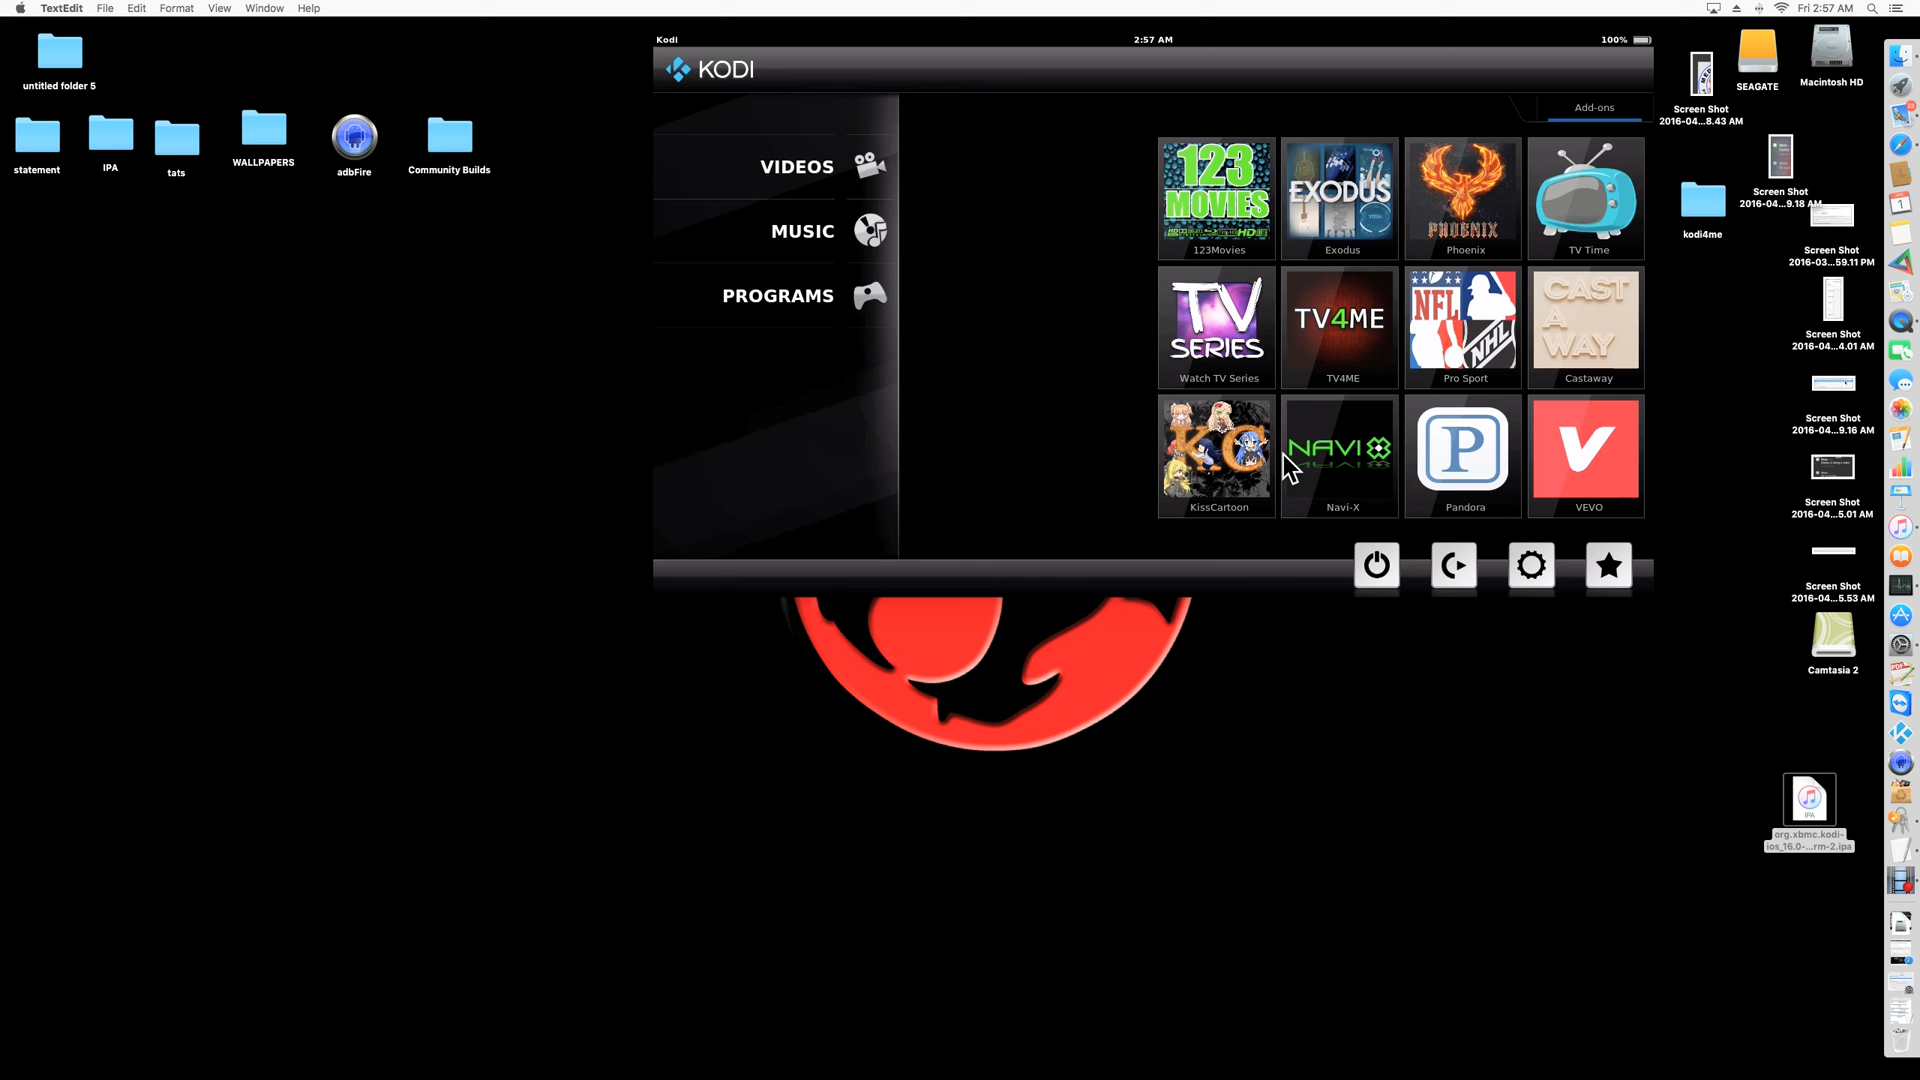 TextEdit File Edit Format View Window Help
Fri 2:57 AM
untitled folder 5
statement
IPA
tats
WALLPAPERS
adbFire
Community Builds
Kodi
2:57 AM
100%
KODI
VIDEOS
MUSIC
PROGRAMS
Add-ons
123
MOVIES
123Movies
EXODUS
Exodus
PHOENIX
Phoenix
TV Time
TV
SERIES
Watch TV Series
TV4ME
TV4ME
NFL
NHL
Pro Sport
CAST
A
WAY
Castaway
KC
KissCartoon
NAVI X
Navi-X
P
Pandora
V
VEVO
Screen Shot
2016-04...8.43 AM
SEAGATE
Macintosh HD
Screen Shot
2016-04...9.18 AM
kodi4me
Screen Shot
2016-03...59.11 PM
Screen Shot
2016-04...4.01 AM
Screen Shot
2016-04...9.16 AM
Screen Shot
2016-04...5.01 AM
Screen Shot
2016-04...5.53 AM
Camtasia 2
IPA
org.xbmc.kodi-
ios_16.0-...rm-2.ipa